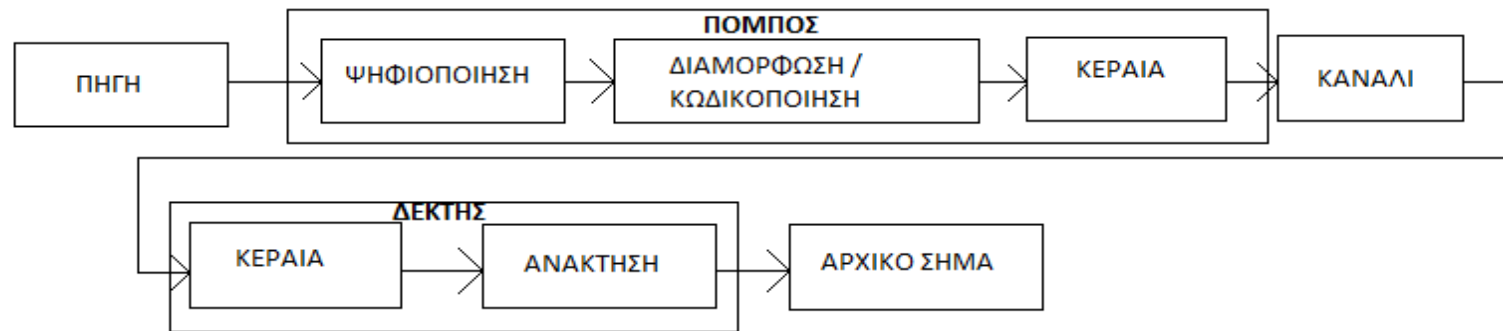 ΠΟΜΠΟΣ
ΠΗΓΗ
ΨΗΦΙΟΠΟΙΗΣΗ
ΔΙΑΜΟΡΦΩΣΗ /
ΚΩΔΙΚΟΠΟΙΗΣΗ
ΚΕΡΑΙΑ
ΚΑΝΑΛΙ
ΔΕΚΤΗΣ
ΚΕΡΑΙΑ
ΑΝΑΚΤΗΣΗ
ΑΡΧΙΚΟ ΣΗΜΑ